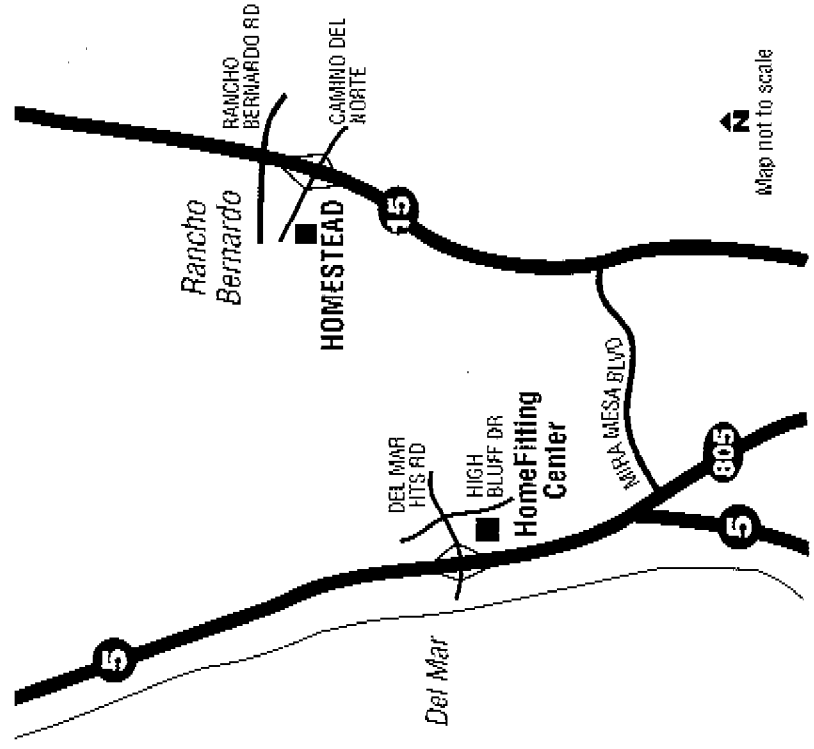 RANCHO
BERNARDO RD
CAMINO DEL
NORTE
Rancho
Bernardo
HOMESTEAD
15
N
Map not to scale
DEL MAR
HTS RD
HIGH
BLUFF DR
HomeFitting
Center
MIRA MESA BLVD
805
5
5
Del Mar